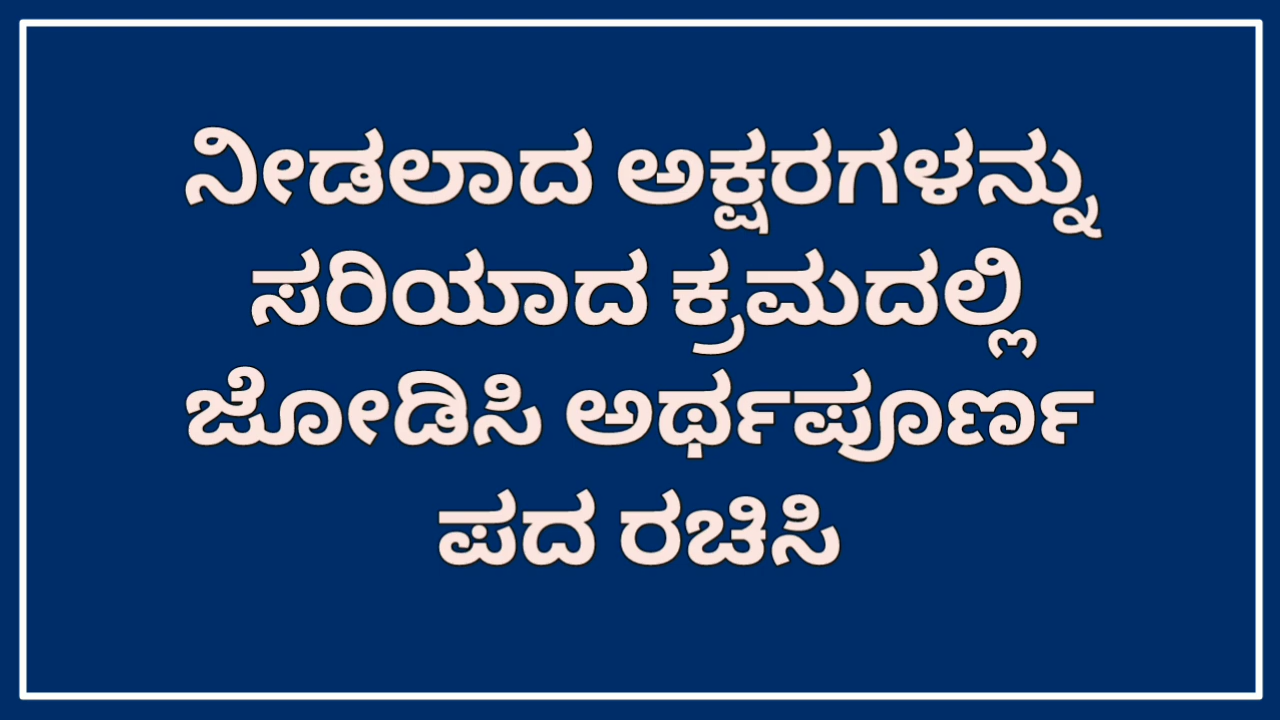 ನೀಡಲಾದ ಅಕ್ಷರಗಳನ್ನು
ಸರಿಯಾದ ಕ್ರಮದಲ್ಲಿ
ಜೋಡಿಸಿ ಅರ್ಥಪೂರ್ಣ
ಪದ ರಚಿಸಿ